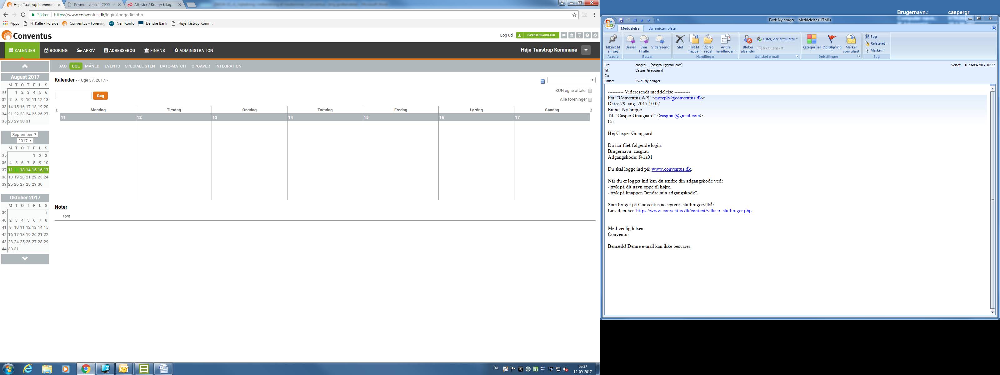 Høje-Taastrup Kommune
Prisme - version 2009 - F
Attester / Konter bilag
Sikker https://www.conventus.dk/login/loggedin.php
Apps HTKalle - Forside Conventus - Forening NemKonto Danske Bank Høje Tåstrup Kommu
Conventus
Log ud CASPER GRAUGAARD
KALENDER BOOKING ARKIV ADRESSEBOG FINANS ADMINISTRATION
Høje-Taastrup Kommune
DAG UGE MÅNED EVENTS SPECIALLISTEN DATO-MATCH OPGAVER INTEGRATION
August 2017
M T O T F L S
31 1 2 3 4 5 6
32 7 8 9 10 11 12 13
33 14 15 16 17 18 19 20
34 21 22 23 24 25 26 27
35 28 29 30 31
September
2017
M T O T F L S
35 1 2 3
36 4 5 6 7 8 9 10
37 11 12 13 14 15 16 17
38 18 19 20 21 22 23 24
39 25 26 27 28 29 30
Oktober 2017
M T O T F L S
39 1
40 2 3 4 5 6 7 8
41 9 10 11 12 13 14 15
42 16 17 18 19 20 21 22
43 23 24 25 26 27 28 29
44 30 31
Kalender - « Uge 37, 2017 »
Søg
KUN egne aftaler
Alle foreninger
« Mandag Tirsdag Onsdag Torsdag Fredag Lørdag Søndag »
11 12 13 14 15 16 17
Noter
Tom
DA
09:37
12-09-2017
Brugernavn.: caspergr
Fwd: Ny bruger - Meddelelse (HTML)
Meddelelse dynamictemplate
Tilknyt til en sag
Acadre
Besvar Svar til alle Videresend
Besvar
Slet Flyt til mappe Opret regel Andre handlinger
Handlinger
Bloker afsender Lister, der er tillid til
Ikke uønsket
Uønsket e-mail
Kategoriser Opfølgning Marker som ulæst
Indstillinger
Søg
Relateret
Marker
Søg
Fra: casgrau . [casgrau@gmail.com] Sendt: ti 29-08-2017 10:22
Til: Casper Graugaard
Cc:
Emne: Fwd: Ny bruger
---------- Videresendt meddelelse ----------
Fra: "Conventus A/S" <noreply@conventus.dk>
Dato: 29. aug. 2017 10.07
Emne: Ny bruger
Til: "Casper Graugaard" <casgrau@gmail.com>
Cc:
Hej Casper Graugaard
Du har fået følgende login:
Brugernavn: casgrau
Adgangskode: f41a01
Du skal logge ind på: www.conventus.dk.
Når du er logget ind kan du ændre din adgangskode ved:
- tryk på dit navn oppe til højre.
- tryk på knappen "ændre min adgangskode".
Som bruger på Conventus accepteres slutbrugervilkår.
Læs dem her: https://www.conventus.dk/content/vilkaar_slutbruger.php
Med venlig hilsen
Conventus
Bemærk! Denne e-mail kan ikke besvares.